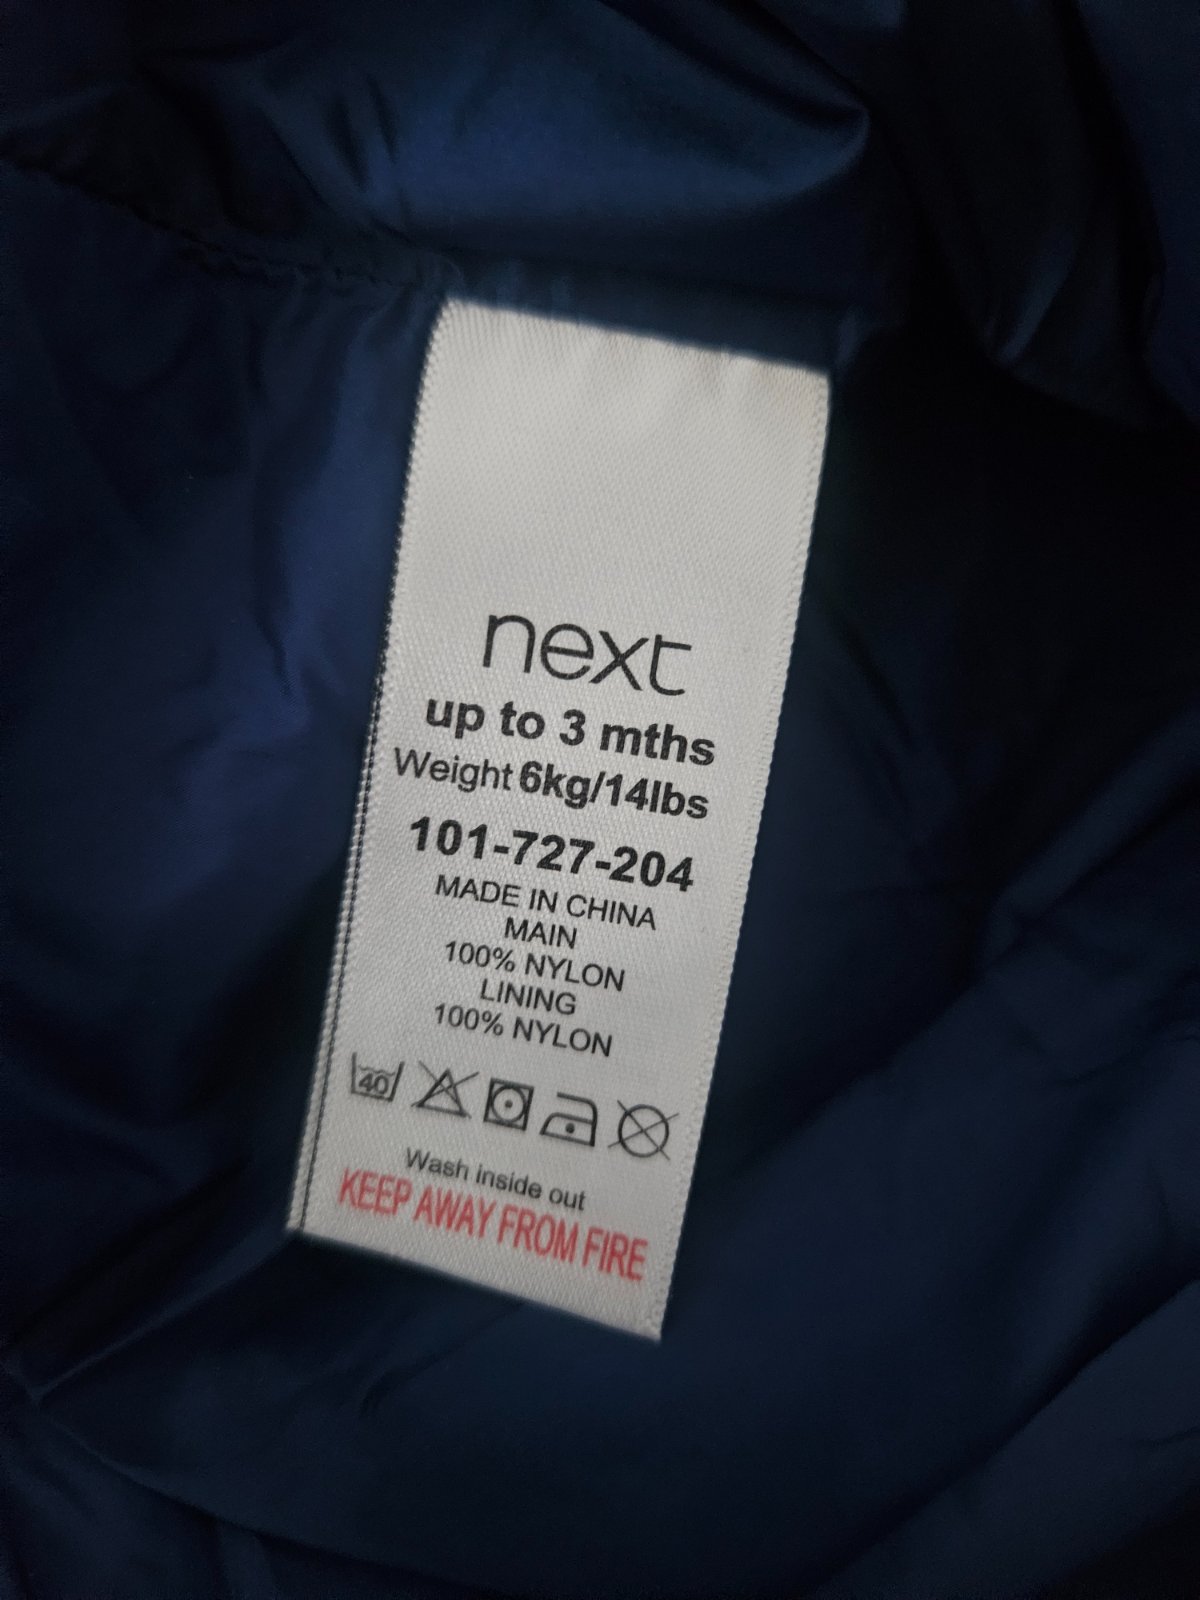 next
up to 3 mths
Weight 6kg/14lbs
101-727-204
MADE IN CHINA
MAIN
100% NYLON
LINING
100% NYLON
40
Wash inside out
KEEP AWAY FROM FIRE